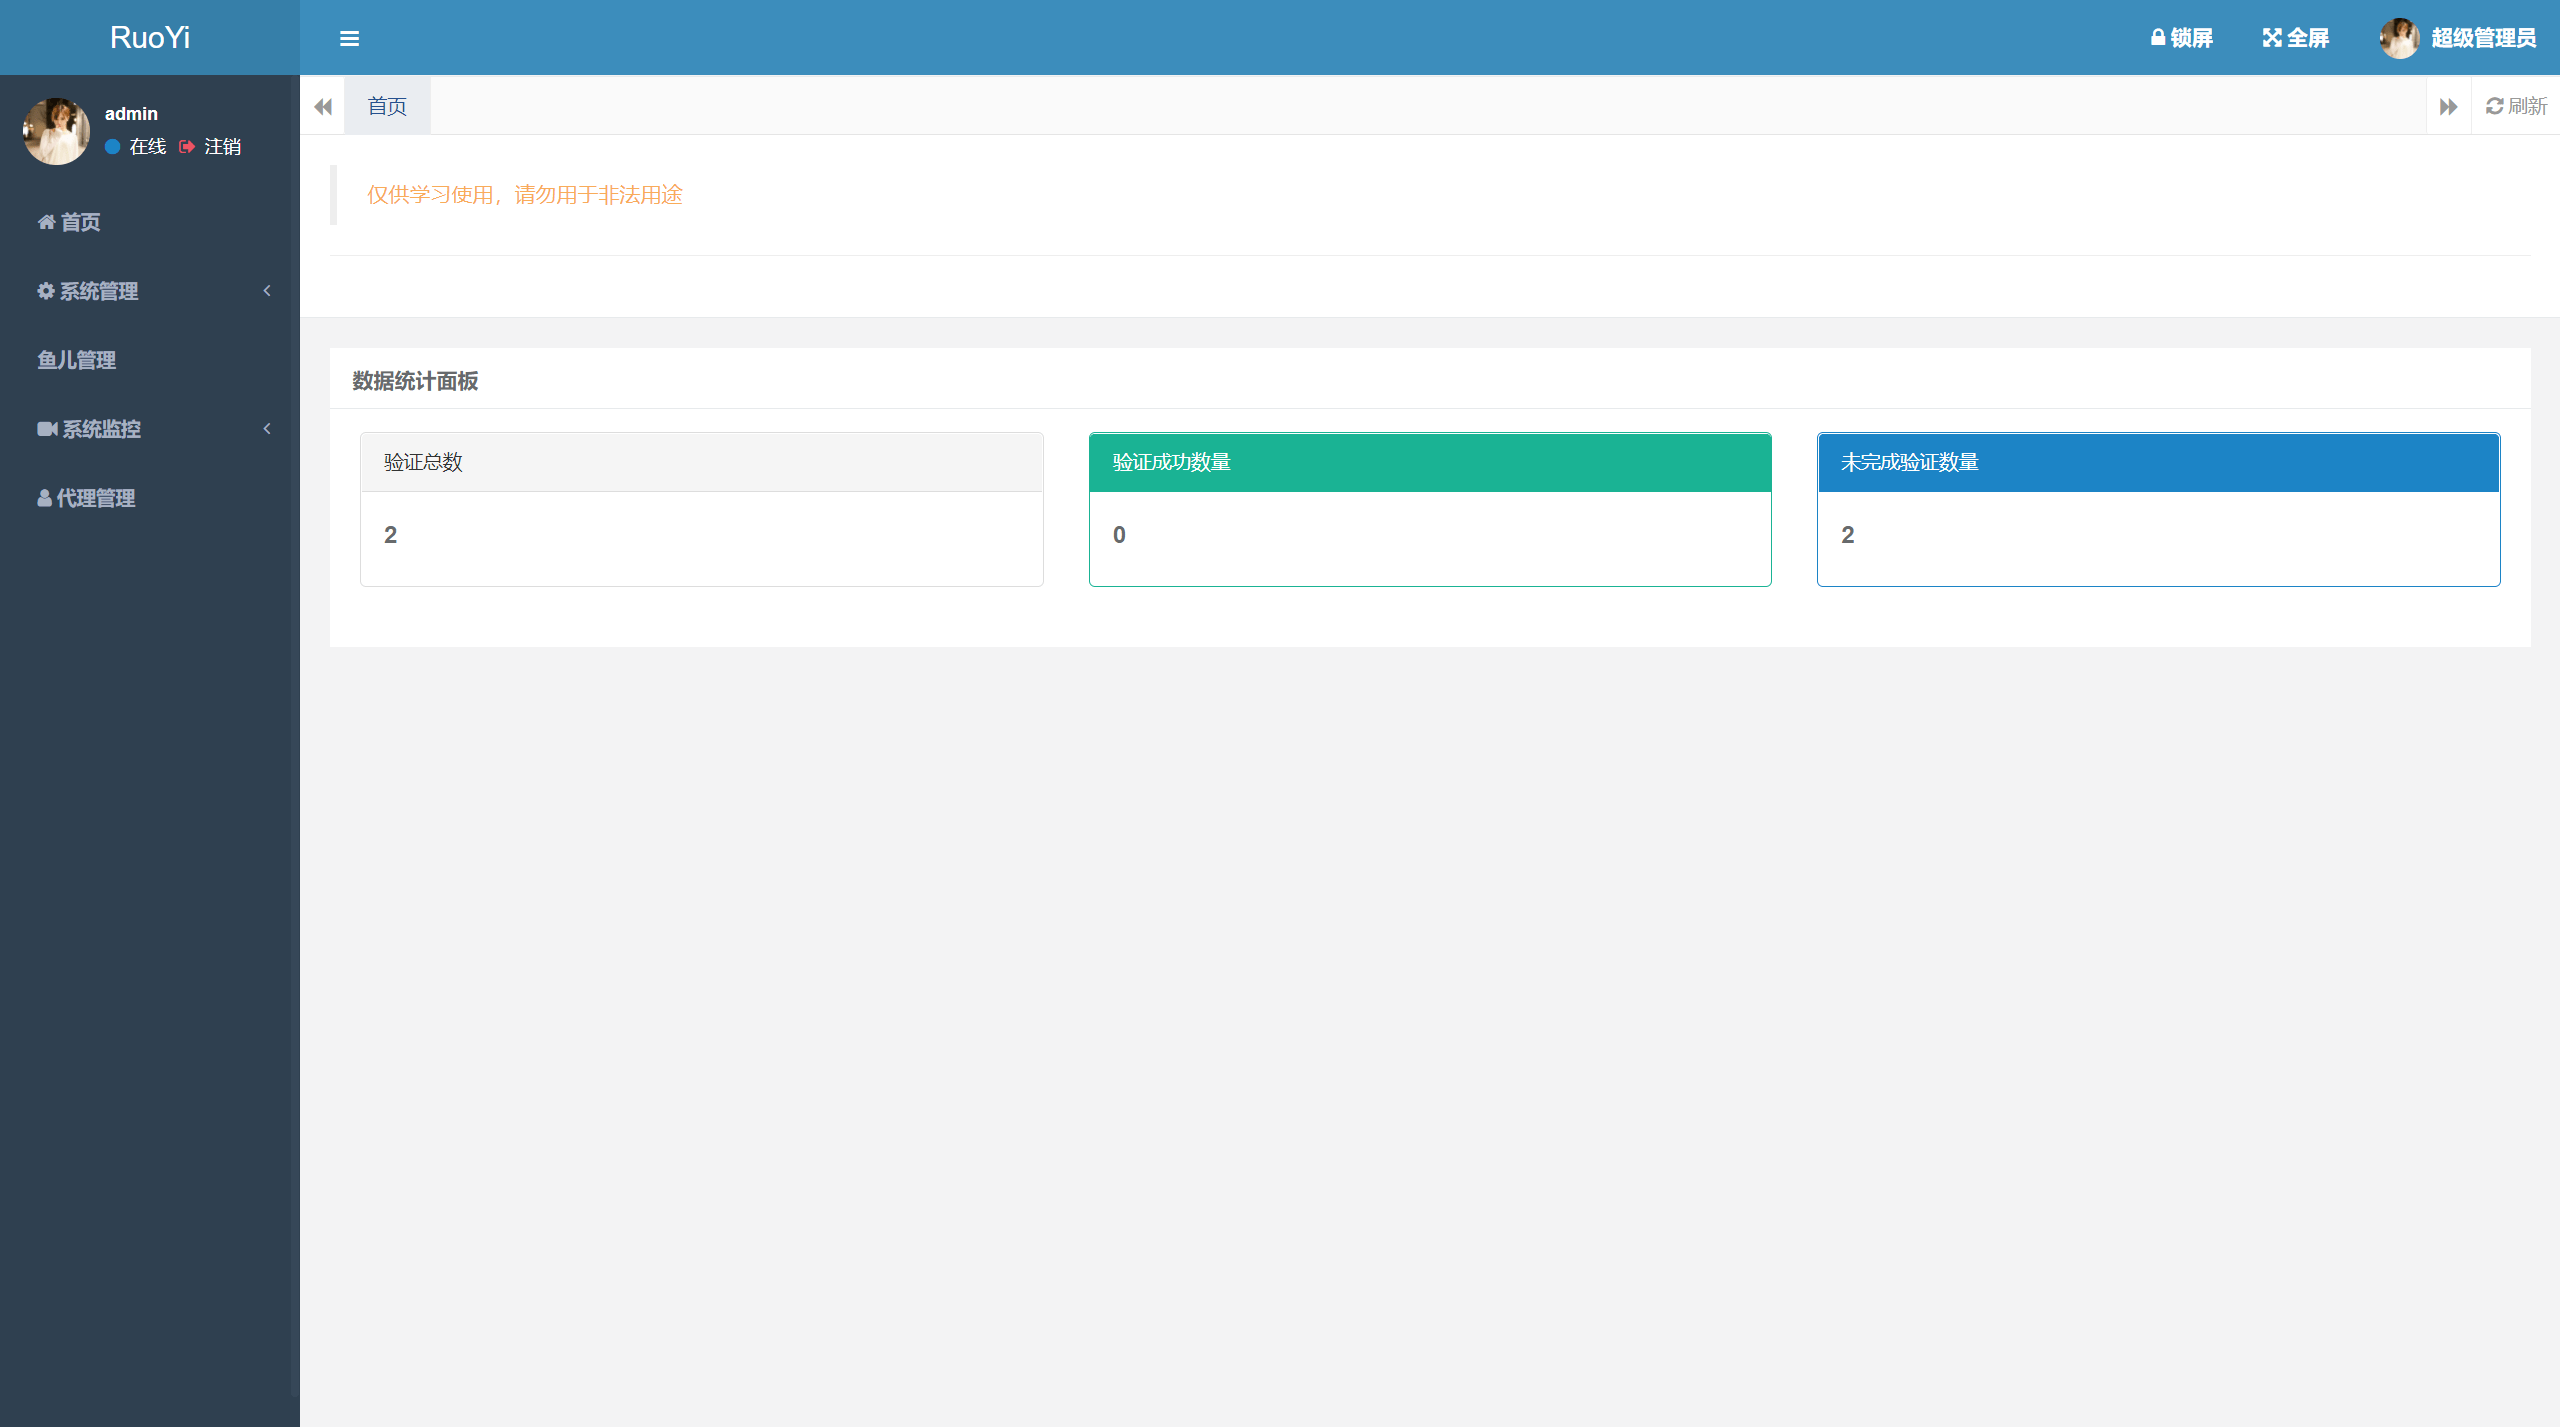 RuoYi
锁屏
全屏
超级管理员
admin
在线 注销
首页
系统管理
鱼儿管理
系统监控
代理管理
首页
刷新
仅供学习使用，请勿用于非法用途
数据统计面板
验证总数
2
验证成功数量
0
未完成验证数量
2